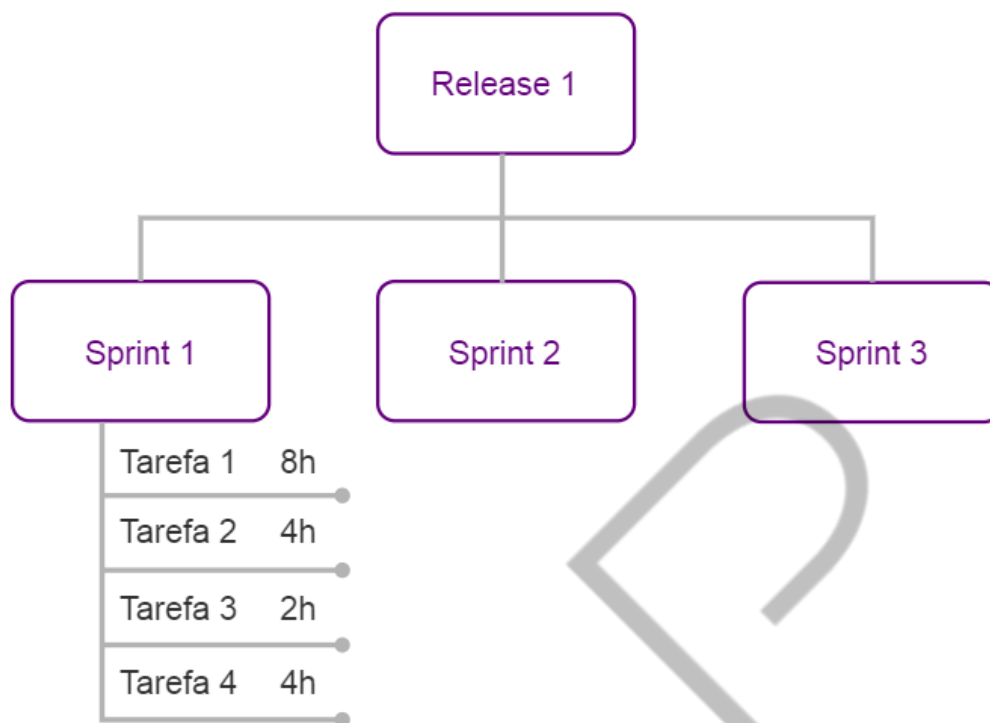 Release 1
Sprint 1
Sprint 2
Sprint 3
Tarefa 1 8h
Tarefa 2 4h
Tarefa 3 2h
Tarefa 4 4h